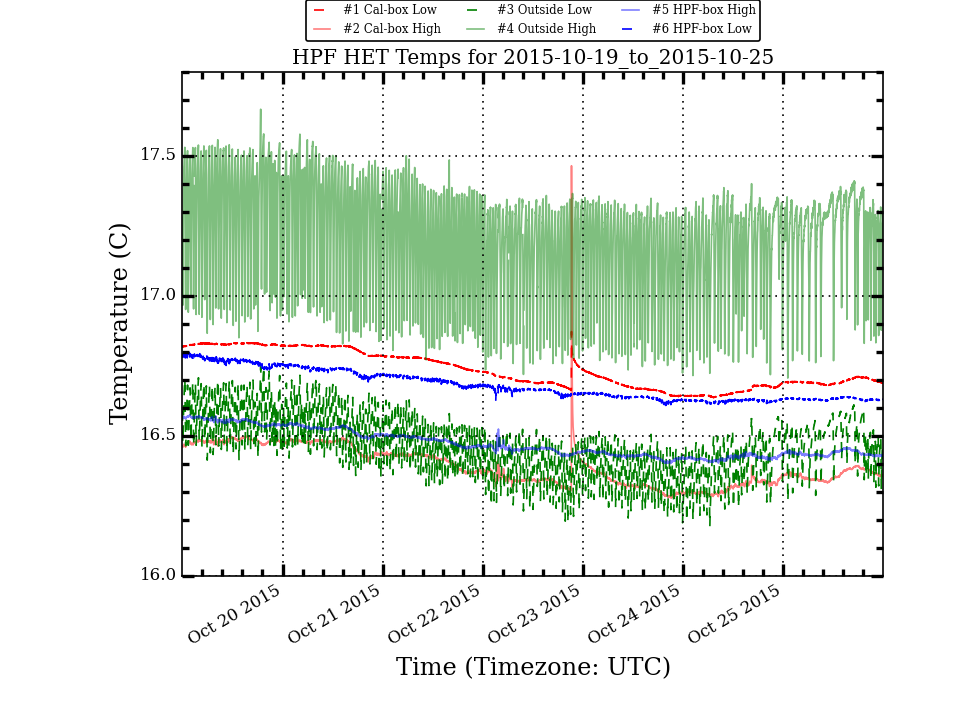 #1 Cal-box Low #3 Outside Low #5 HPF-box High
#2 Cal-box High #4 Outside High #6 HPF-box Low
HPF HET Temps for 2015-10-19_to_2015-10-25
17.5
17.0
16.5
16.0
Temperature (C)
Oct 20 2015 Oct 21 2015 Oct 22 2015 Oct 23 2015 Oct 24 2015 Oct 25 2015
Time (Timezone: UTC)